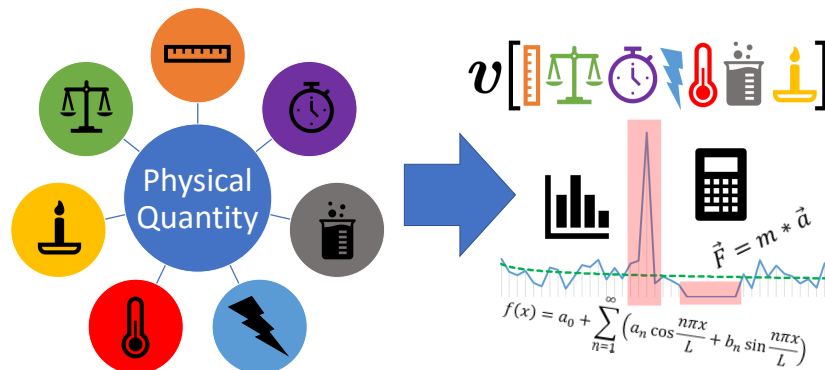 Physical
Quantity
v[ ]
F⃗ = m * a⃗
f(x) = a₀ + ∑ₙ₌₁^∞ (aₙ cos nπx/L + bₙ sin nπx/L)